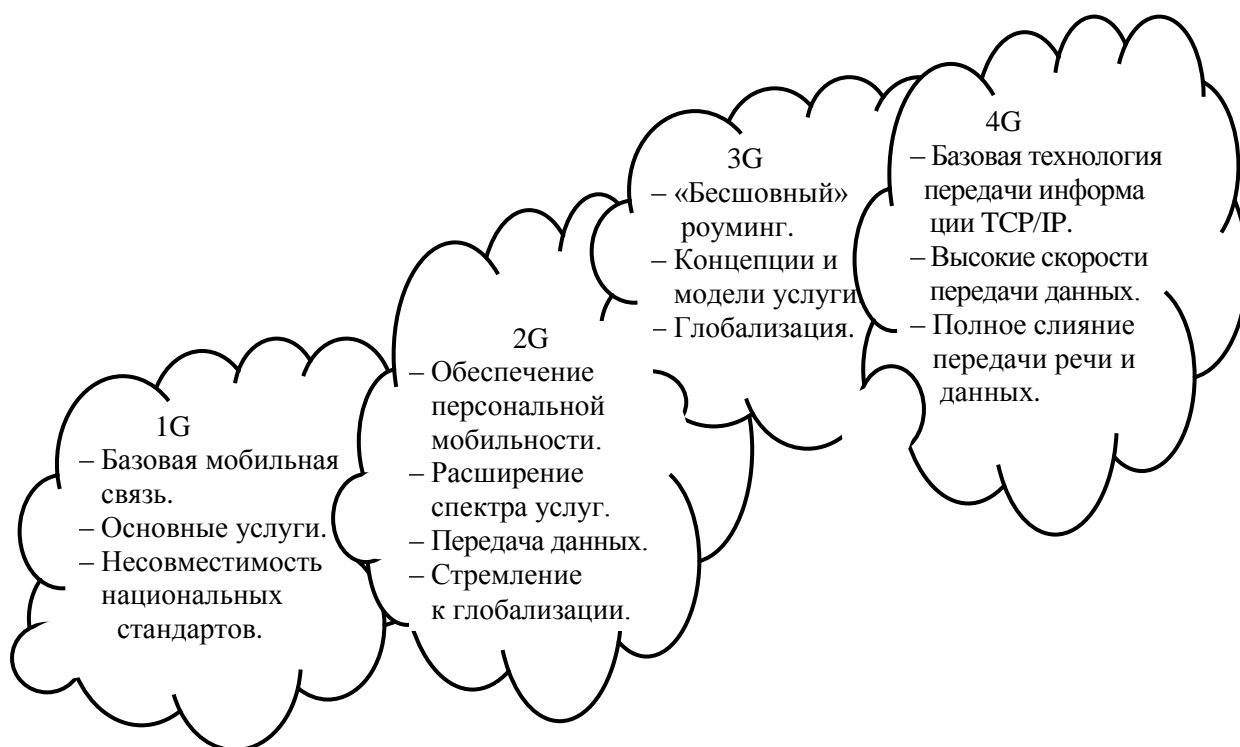 1G
– Базовая мобильная
связь.
– Основные услуги.
– Несовместимость
национальных
стандартов.
2G
– Обеспечение
персональной
мобильности.
– Расширение
спектра услуг.
– Передача данных.
– Стремление
к глобализации.
3G
– «Бесшовный»
роуминг.
– Концепции и
модели услуги.
– Глобализация.
4G
– Базовая технология
передачи информа
ции TCP/IP.
– Высокие скорости
передачи данных.
– Полное слияние
передачи речи и
данных.